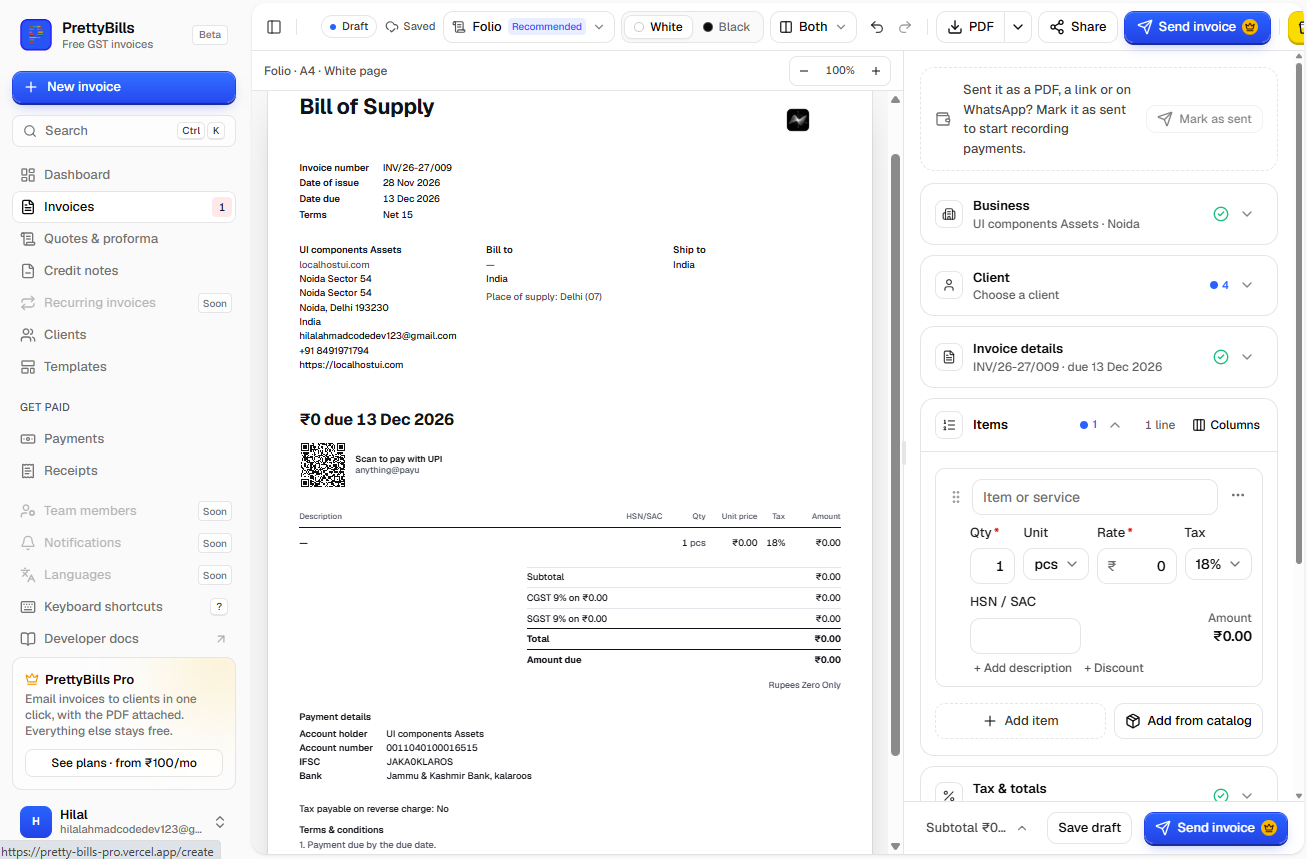 PrettyBills
Free GST invoices
Beta
New invoice
Search
Ctrl
K
Dashboard
Invoices
1
Quotes & proforma
Credit notes
Recurring invoices
Soon
Clients
Templates
GET PAID
Payments
Receipts
Team members
Soon
Notifications
Soon
Languages
Soon
Keyboard shortcuts
?
Developer docs
PrettyBills Pro
Email invoices to clients in one
click, with the PDF attached.
Everything else stays free.
See plans · from ₹100/mo
H
Hilal
hilalahmadcodedev123@g...
https://pretty-bills-pro.vercel.app/create
Draft
Saved
Folio
Recommended
White
Black
Both
PDF
Share
Send invoice
Folio · A4 · White page
100%
Bill of Supply
Invoice number INV/26-27/009
Date of issue 28 Nov 2026
Date due 13 Dec 2026
Terms Net 15
UI components Assets
localhostui.com
Noida Sector 54
Noida Sector 54
Noida, Delhi 193230
India
hilalahmadcodedev123@gmail.com
+91 8491971794
https://localhostui.com
Bill to
—
India
Place of supply: Delhi (07)
Ship to
India
₹0 due 13 Dec 2026
Scan to pay with UPI
anything@payu
Description HSN/SAC Qty Unit price Tax Amount
— 1 pcs ₹0.00 18% ₹0.00
Subtotal ₹0.00
CGST 9% on ₹0.00 ₹0.00
SGST 9% on ₹0.00 ₹0.00
Total ₹0.00
Amount due ₹0.00
Rupees Zero Only
Payment details
Account holder UI components Assets
Account number 0011040100016515
IFSC JAKA0KLAROS
Bank Jammu & Kashmir Bank, kalaroos
Tax payable on reverse charge: No
Terms & conditions
1. Payment due by the due date.
Sent it as a PDF, a link or on
WhatsApp? Mark it as sent
to start recording
payments.
Mark as sent
Business
UI components Assets · Noida
Client
Choose a client
4
Invoice details
INV/26-27/009 · due 13 Dec 2026
Items
1
1 line
Columns
Item or service
Qty * Unit Rate * Tax
1 pcs ₹ 0 18%
HSN / SAC
Amount
₹0.00
+ Add description + Discount
Add item
Add from catalog
Tax & totals
Subtotal ₹0...
Save draft
Send invoice